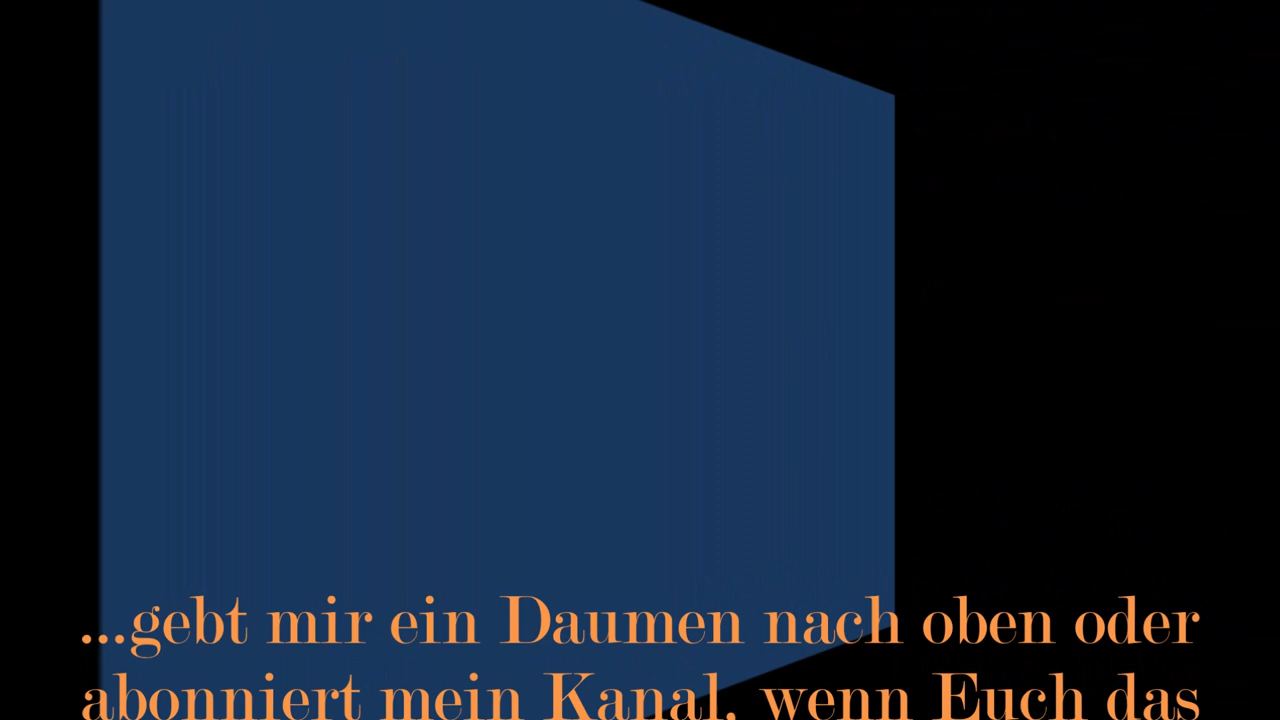 ...gebt mir ein Daumen nach oben oder
abonniert mein Kanal, wenn Euch das